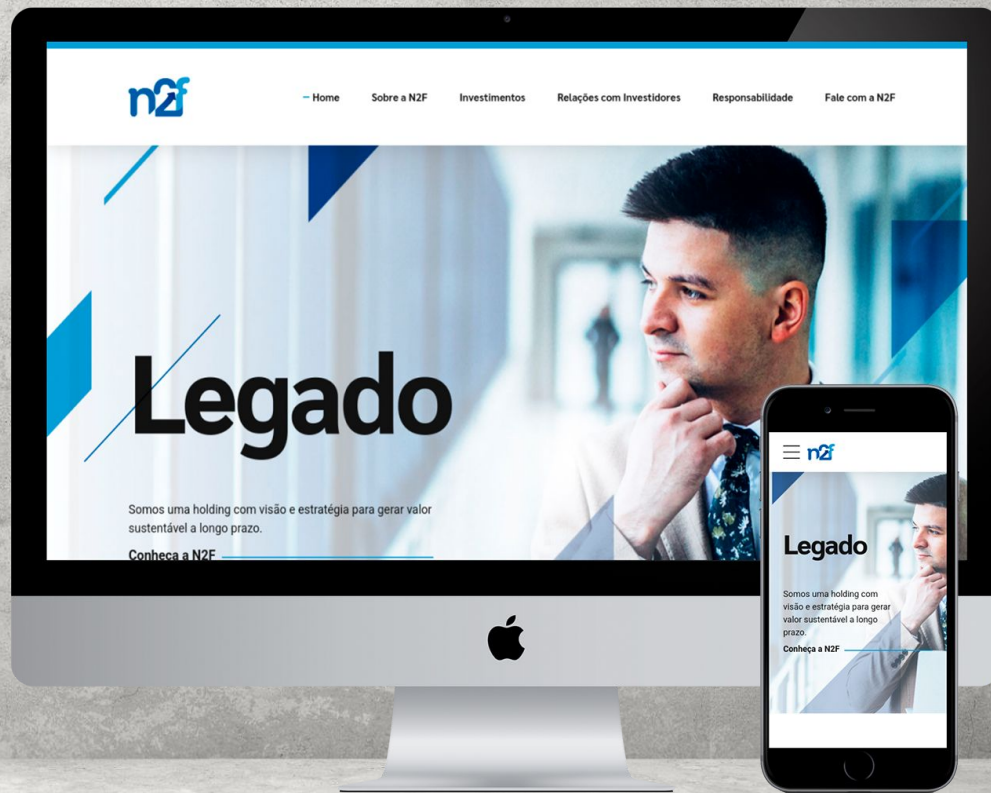 n2f
– Home Sobre a N2F Investimentos Relações com Investidores Responsabilidade Fale com a N2F
Legado
Somos uma holding com visão e estratégia para gerar valor
sustentável a longo prazo.
Conheça a N2F
n2f
Legado
Somos uma holding com
visão e estratégia para gerar
valor sustentável a longo
prazo.
Conheça a N2F